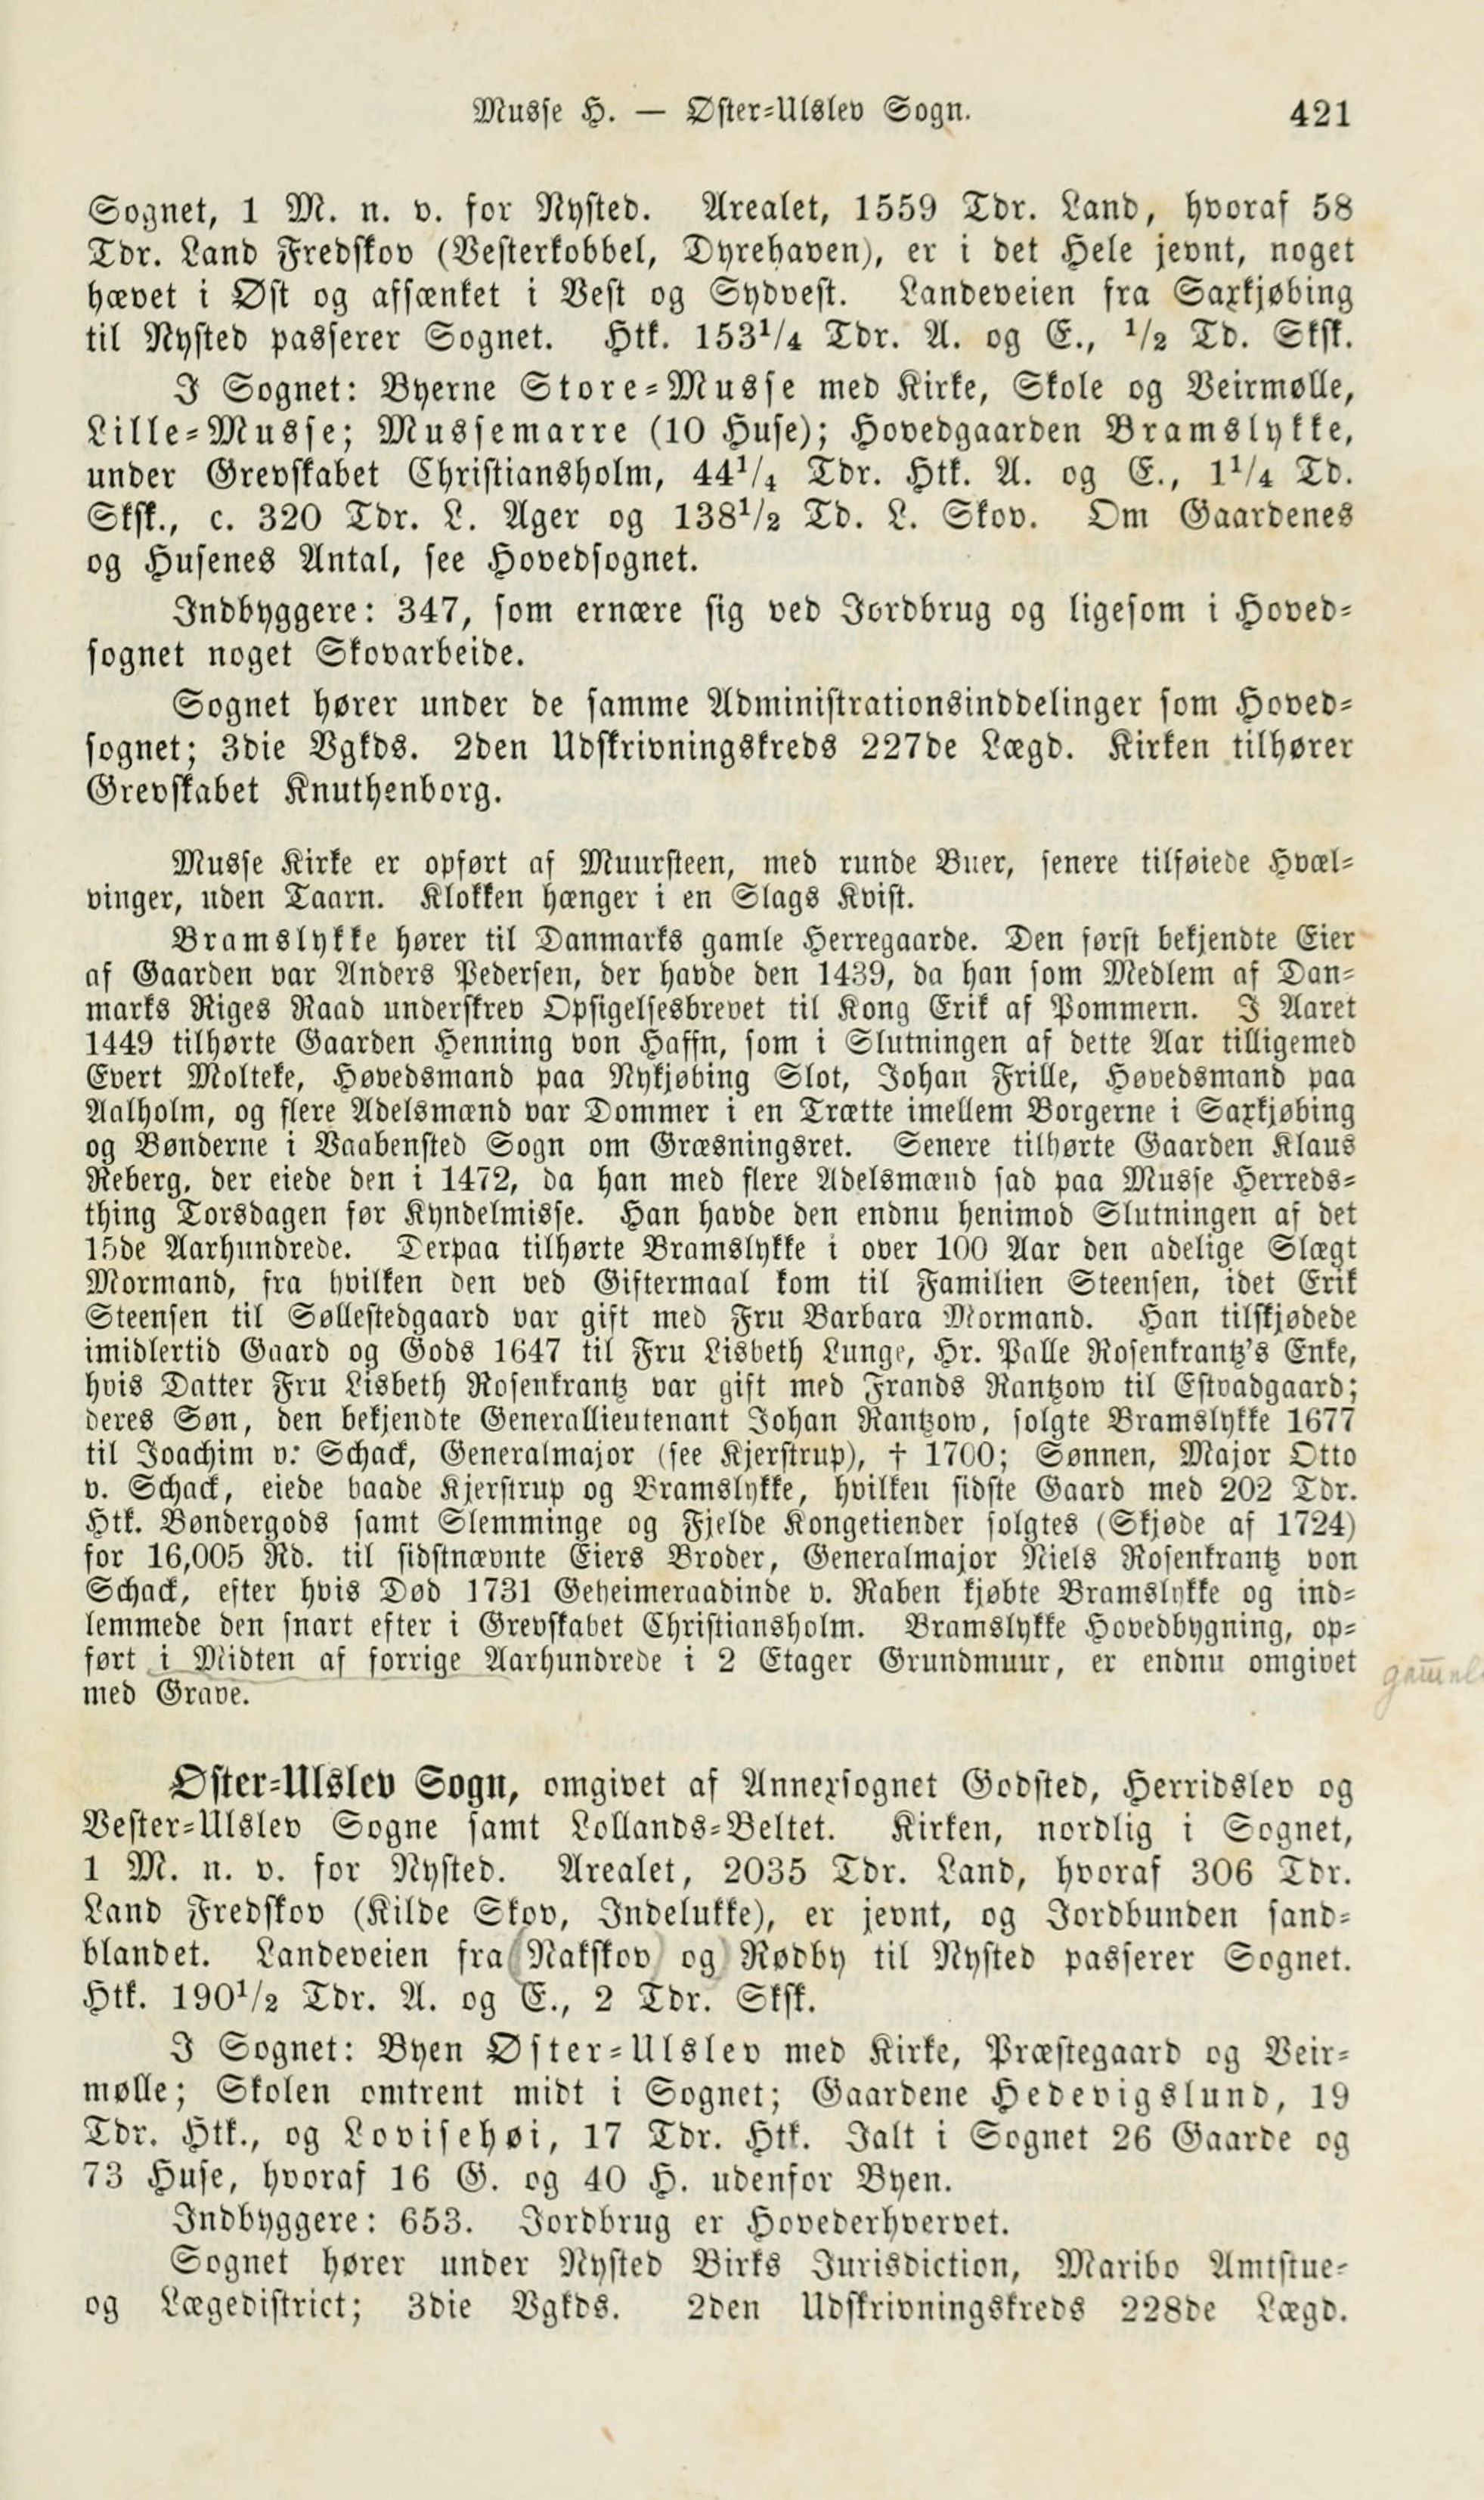 Musse H. — Øster-Ulslev Sogn. 421
Sognet, 1 M. n. v. for Nysted. Arealet, 1559 Tdr. Land, hvoraf 58
Tdr. Land Fredskov (Vesterkobbel, Dyrehaven), er i det Hele jevnt, noget
hævet i Øst og affsænket i Vest og Sydvest. Landeveien fra Saxkjøbing
til Nysted passerer Sognet. Htk. 153¹/₄ Tdr. A. og E., ¹/₂ Td. Sksk.
I Sognet: Byerne Store-Musse med Kirke, Skole og Veirmølle,
Lille-Musse; Mussemarre (10 Huse); Hovedgaarden Bramslykke,
under Grevskabet Christiansholm, 44¹/₄ Tdr. Htk. A. og E., 1¹/₄ Td.
Sksk., c. 320 Tdr. L. Ager og 138¹/₂ Td. L. Skov. Om Gaardenes
og Husenes Antal, see Hovedsognet.
Indbyggere: 347, som ernære sig ved Jordbrug og ligesom i Hoved-
sognet noget Skovarbeide.
Sognet hører under de samme Administrationsinddelinger som Hoved-
sognet; 3die Vgkds. 2den Udskrivningskreds 227de Lægd. Kirken tilhører
Grevskabet Knuthenborg.
Musse Kirke er opført af Muursteen, med runde Buer, senere tilføiede Hvæl-
vinger, uden Taarn. Klokken hænger i en Slags Kvist.
Bramslykke hører til Danmarks gamle Herregaarde. Den først bekjendte Eier
af Gaarden var Anders Pedersen, der havde den 1439, da han som Medlem af Dan-
marks Riges Raad underskrev Opsigelsesbrevet til Kong Erik af Pommern. I Aaret
1449 tilhørte Gaarden Henning von Haffn, som i Slutningen af dette Aar tilligemed
Evert Molteke, Høvedsmand paa Nykjøbing Slot, Johan Frille, Høvedsmand paa
Aalholm, og flere Adelsmænd var Dommer i en Trætte imellem Borgerne i Saxkjøbing
og Bønderne i Vaabensted Sogn om Græsningsret. Senere tilhørte Gaarden Klaus
Reberg, der eiede den i 1472, da han med flere Adelsmænd sad paa Musse Herreds-
thing Torsdagen før Kyndelmisse. Han havde den endnu henimod Slutningen af det
15de Aarhundrede. Derpaa tilhørte Bramslykke i over 100 Aar den adelige Slægt
Mormand, fra hvilken den ved Giftermaal kom til Familien Steensen, idet Erik
Steensen til Søllestedgaard var gift med Fru Barbara Mormand. Han tilskjødede
imidlertid Gaard og Gods 1647 til Fru Lisbeth Lunge, Hr. Palle Rosenkrantz's Enke,
hvis Datter Fru Lisbeth Rosenkrantz var gift med Frands Rantzow til Estvadgaard;
deres Søn, den bekjendte Generallieutenant Johan Rantzow, solgte Bramslykke 1677
til Joachim v. Schack, Generalmajor (see Kjerstrup), † 1700; Sønnen, Major Otto
v. Schack, eiede baade Kjerstrup og Bramslykke, hvilken sidste Gaard med 202 Tdr.
Htk. Bøndergods samt Slemminge og Fjelde Kongetiender solgtes (Skjøde af 1724)
for 16,005 Rd. til sidstnævnte Eiers Broder, Generalmajor Niels Rosenkrantz von
Schack, efter hvis Død 1731 Geheimeraadinde v. Raben kjøbte Bramslykke og ind-
lemmede den snart efter i Grevskabet Christiansholm. Bramslykke Hovedbygning, op-
ført i Midten af forrige Aarhundrede i 2 Etager Grundmuur, er endnu omgivet
med Grave.
Øster-Ulslev Sogn, omgivet af Annexsognet Godsted, Herridslev og
Vester-Ulslev Sogne samt Lollands-Beltet. Kirken, nordlig i Sognet,
1 M. n. v. for Nysted. Arealet, 2035 Tdr. Land, hvoraf 306 Tdr.
Land Fredskov (Kilde Skov, Indelukke), er jevnt, og Jordbunden sand-
blandet. Landeveien fra (Nakskov og) Rødby til Nysted passerer Sognet.
Htk. 190¹/₂ Tdr. A. og E., 2 Tdr. Sksk.
I Sognet: Byen Øster-Ulslev med Kirke, Præstegaard og Veir-
mølle; Skolen omtrent midt i Sognet; Gaardene Hedevigslund, 19
Tdr. Htk., og Lovisehøi, 17 Tdr. Htk. Ialt i Sognet 26 Gaarde og
73 Huse, hvoraf 16 G. og 40 H. udenfor Byen.
Indbyggere: 653. Jordbrug er Hovederhvervet.
Sognet hører under Nysted Birks Jurisdiction, Maribo Amtstue-
og Lægedistrict; 3die Vgkds. 2den Udskrivningskreds 228de Lægd.